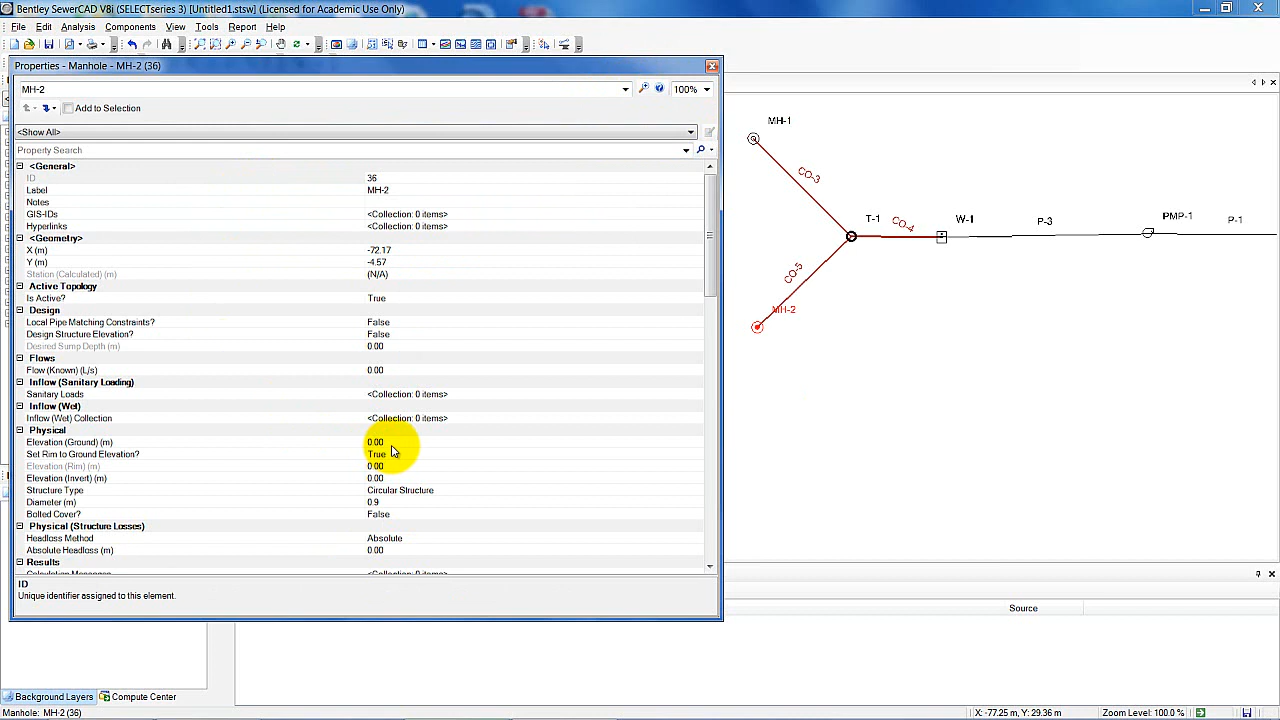 Bentley SewerCAD V8i (SELECTseries 3) [Untitled1.stsw] (Licensed for Academic Use Only)
File Edit Analysis Components View Tools Report Help
Properties - Manhole - MH-2 (36)
MH-2
100%
Add to Selection
<Show All>
Property Search
<General>
ID 36
Label MH-2
Notes
GIS-IDs <Collection: 0 items>
Hyperlinks <Collection: 0 items>
<Geometry>
X (m) -72.17
Y (m) -4.57
Station (Calculated) (m) (N/A)
Active Topology
Is Active? True
Design
Local Pipe Matching Constraints? False
Design Structure Elevation? False
Desired Sump Depth (m) 0.00
Flows
Flow (Known) (L/s) 0.00
Inflow (Sanitary Loading)
Sanitary Loads <Collection: 0 items>
Inflow (Wet)
Inflow (Wet) Collection <Collection: 0 items>
Physical
Elevation (Ground) (m) 0.00
Set Rim to Ground Elevation? True
Elevation (Rim) (m) 0.00
Elevation (Invert) (m) 0.00
Structure Type Circular Structure
Diameter (m) 0.9
Bolted Cover? False
Physical (Structure Losses)
Headloss Method Absolute
Absolute Headloss (m) 0.00
Results
Calculation Messages <Collection: 0 items>
ID
Unique identifier assigned to this element.
MH-1
CO-3
T-1
CO-4
W-1
P-3
PMP-1
P-1
CO-5
MH-2
Source
Background Layers Compute Center
Manhole: MH-2 (36)
X: -77.25 m, Y: 29.36 m Zoom Level: 100.0 %